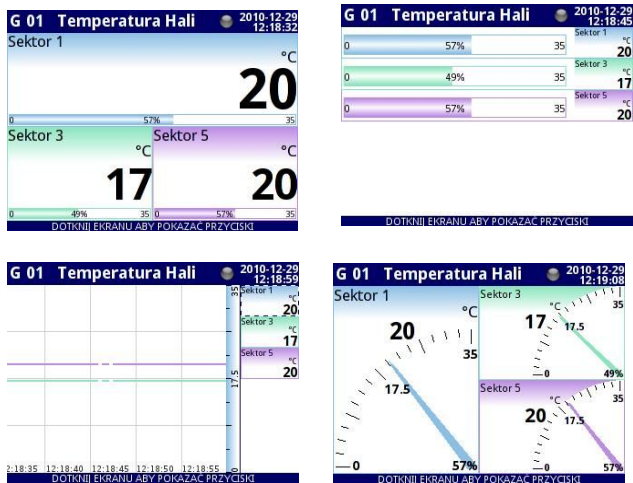 G 01 Temperatura Hali 2010-12-29
12:18:32
Sektor 1
°C
20
0 57% 35
Sektor 3 Sektor 5
°C °C
17 20
0 49% 35 0 57% 35
DOTKNIJ EKRANU ABY POKAZAĆ PRZYCISKI
G 01 Temperatura Hali 2010-12-29
12:18:45
Sektor 1
0 57% 35 °C
20
Sektor 3
0 49% 35 °C
17
Sektor 5
0 57% 35 °C
20
DOTKNIJ EKRANU ABY POKAZAĆ PRZYCISKI
G 01 Temperatura Hali 2010-12-29
12:18:59
35 Sektor 1
°C
20
Sektor 3
°C
17
Sektor 5
17.5 °C
20
2:18:35 12:18:40 12:18:45 12:18:50 12:18:55 0
DOTKNIJ EKRANU ABY POKAZAĆ PRZYCISKI
G 01 Temperatura Hali 2010-12-29
12:19:08
Sektor 1
°C
20
35
17.5
0 57%
Sektor 3
°C 35
17 17.5
0 49%
Sektor 5
°C 35
20 17.5
0 57%
DOTKNIJ EKRANU ABY POKAZAĆ PRZYCISKI